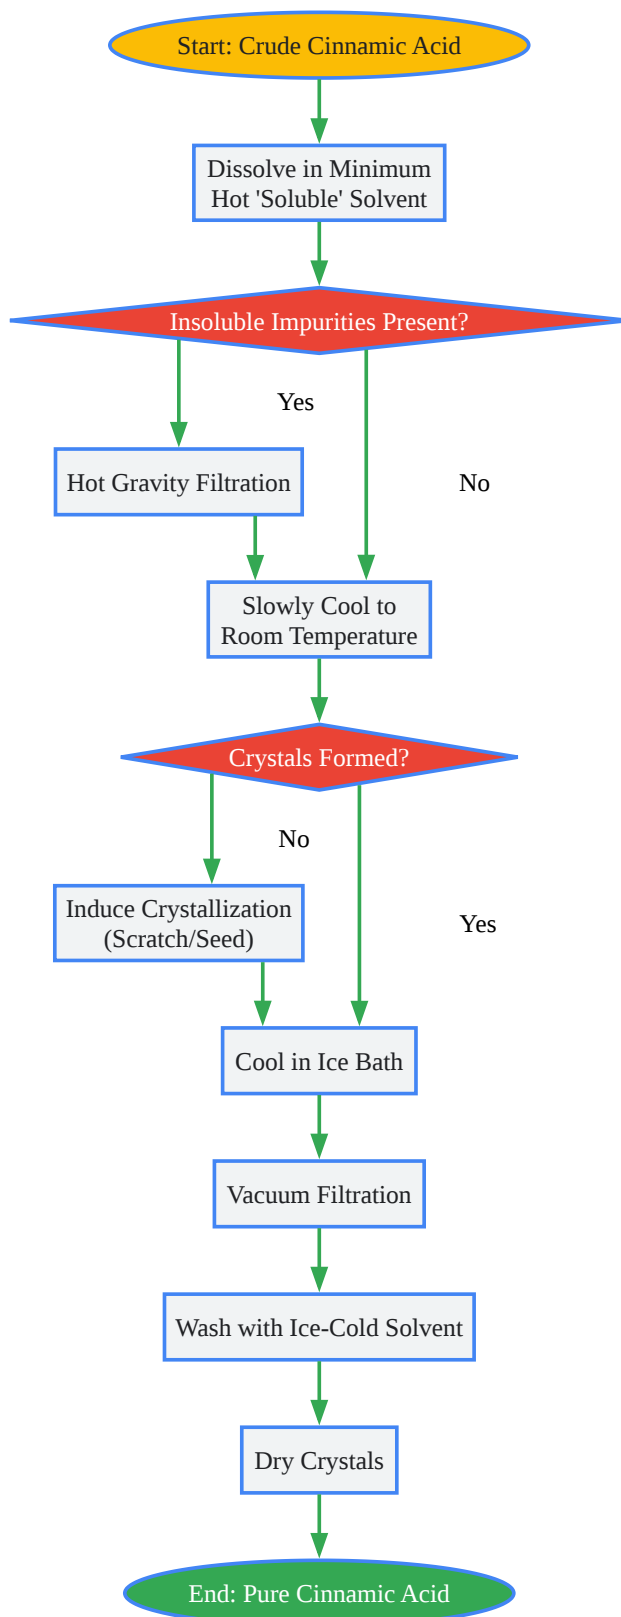 Start: Crude Cinnamic Acid
Dissolve in Minimum
Hot 'Soluble' Solvent
Insoluble Impurities Present?
Yes
Hot Gravity Filtration
No
Slowly Cool to
Room Temperature
Crystals Formed?
No
Induce Crystallization
(Scratch/Seed)
Yes
Cool in Ice Bath
Vacuum Filtration
Wash with Ice-Cold Solvent
Dry Crystals
End: Pure Cinnamic Acid